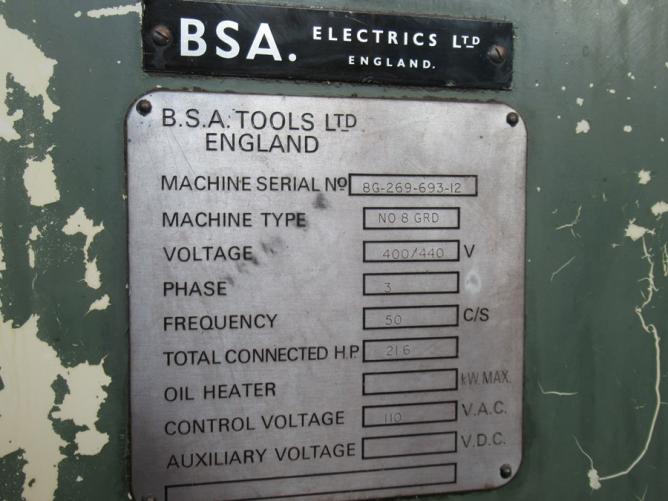 BSA. ELECTRICS LTD
ENGLAND.
B.S.A. TOOLS LTD
ENGLAND
MACHINE SERIAL NO 8G-269-693-12
MACHINE TYPE NO 8 GRD
VOLTAGE 400/440 V
PHASE 3
FREQUENCY 50 C/S
TOTAL CONNECTED H.P 21.6
OIL HEATER KW.MAX.
CONTROL VOLTAGE 110 V.A.C.
AUXILIARY VOLTAGE V.D.C.